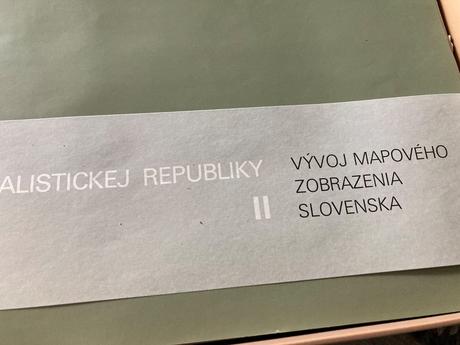 ALISTICKEJ REPUBLIKY
II
VÝVOJ MAPOVÉHO
ZOBRAZENIA
SLOVENSKA